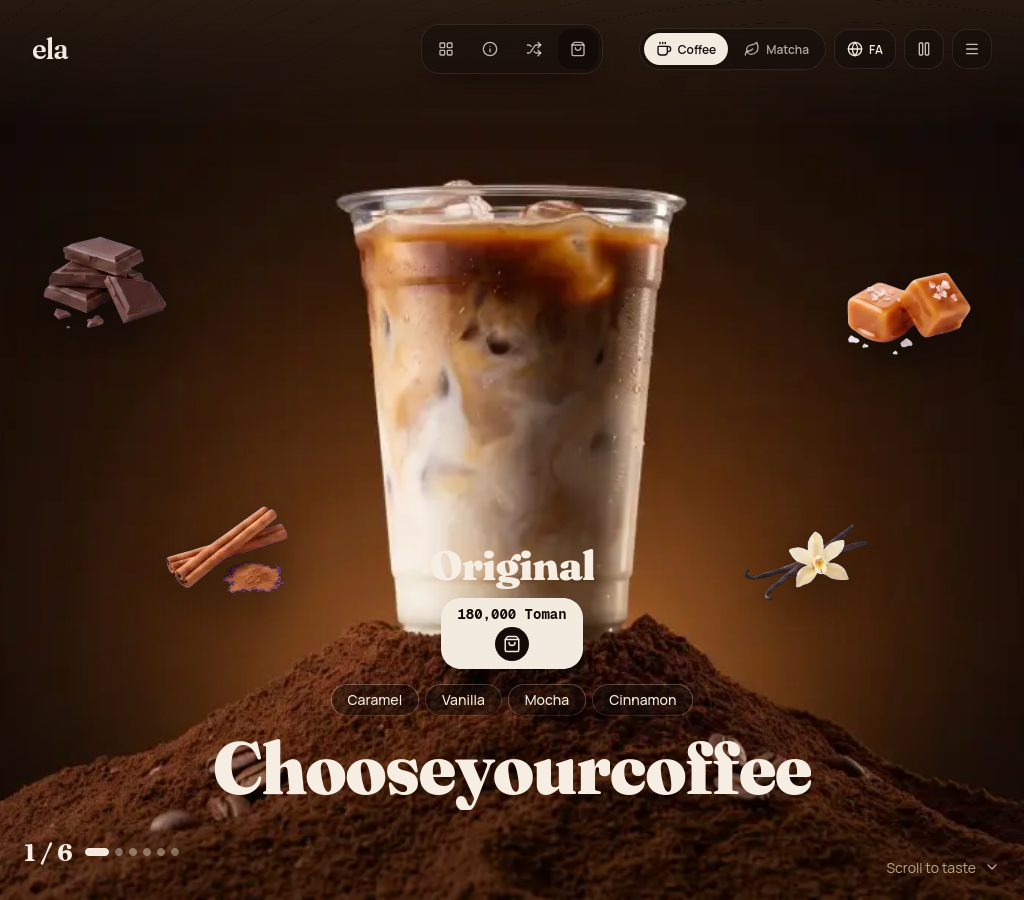 ela
Coffee
Matcha
FA
Original
180,000 Toman
Caramel
Vanilla
Mocha
Cinnamon
Chooseyourcoffee
1 / 6
Scroll to taste